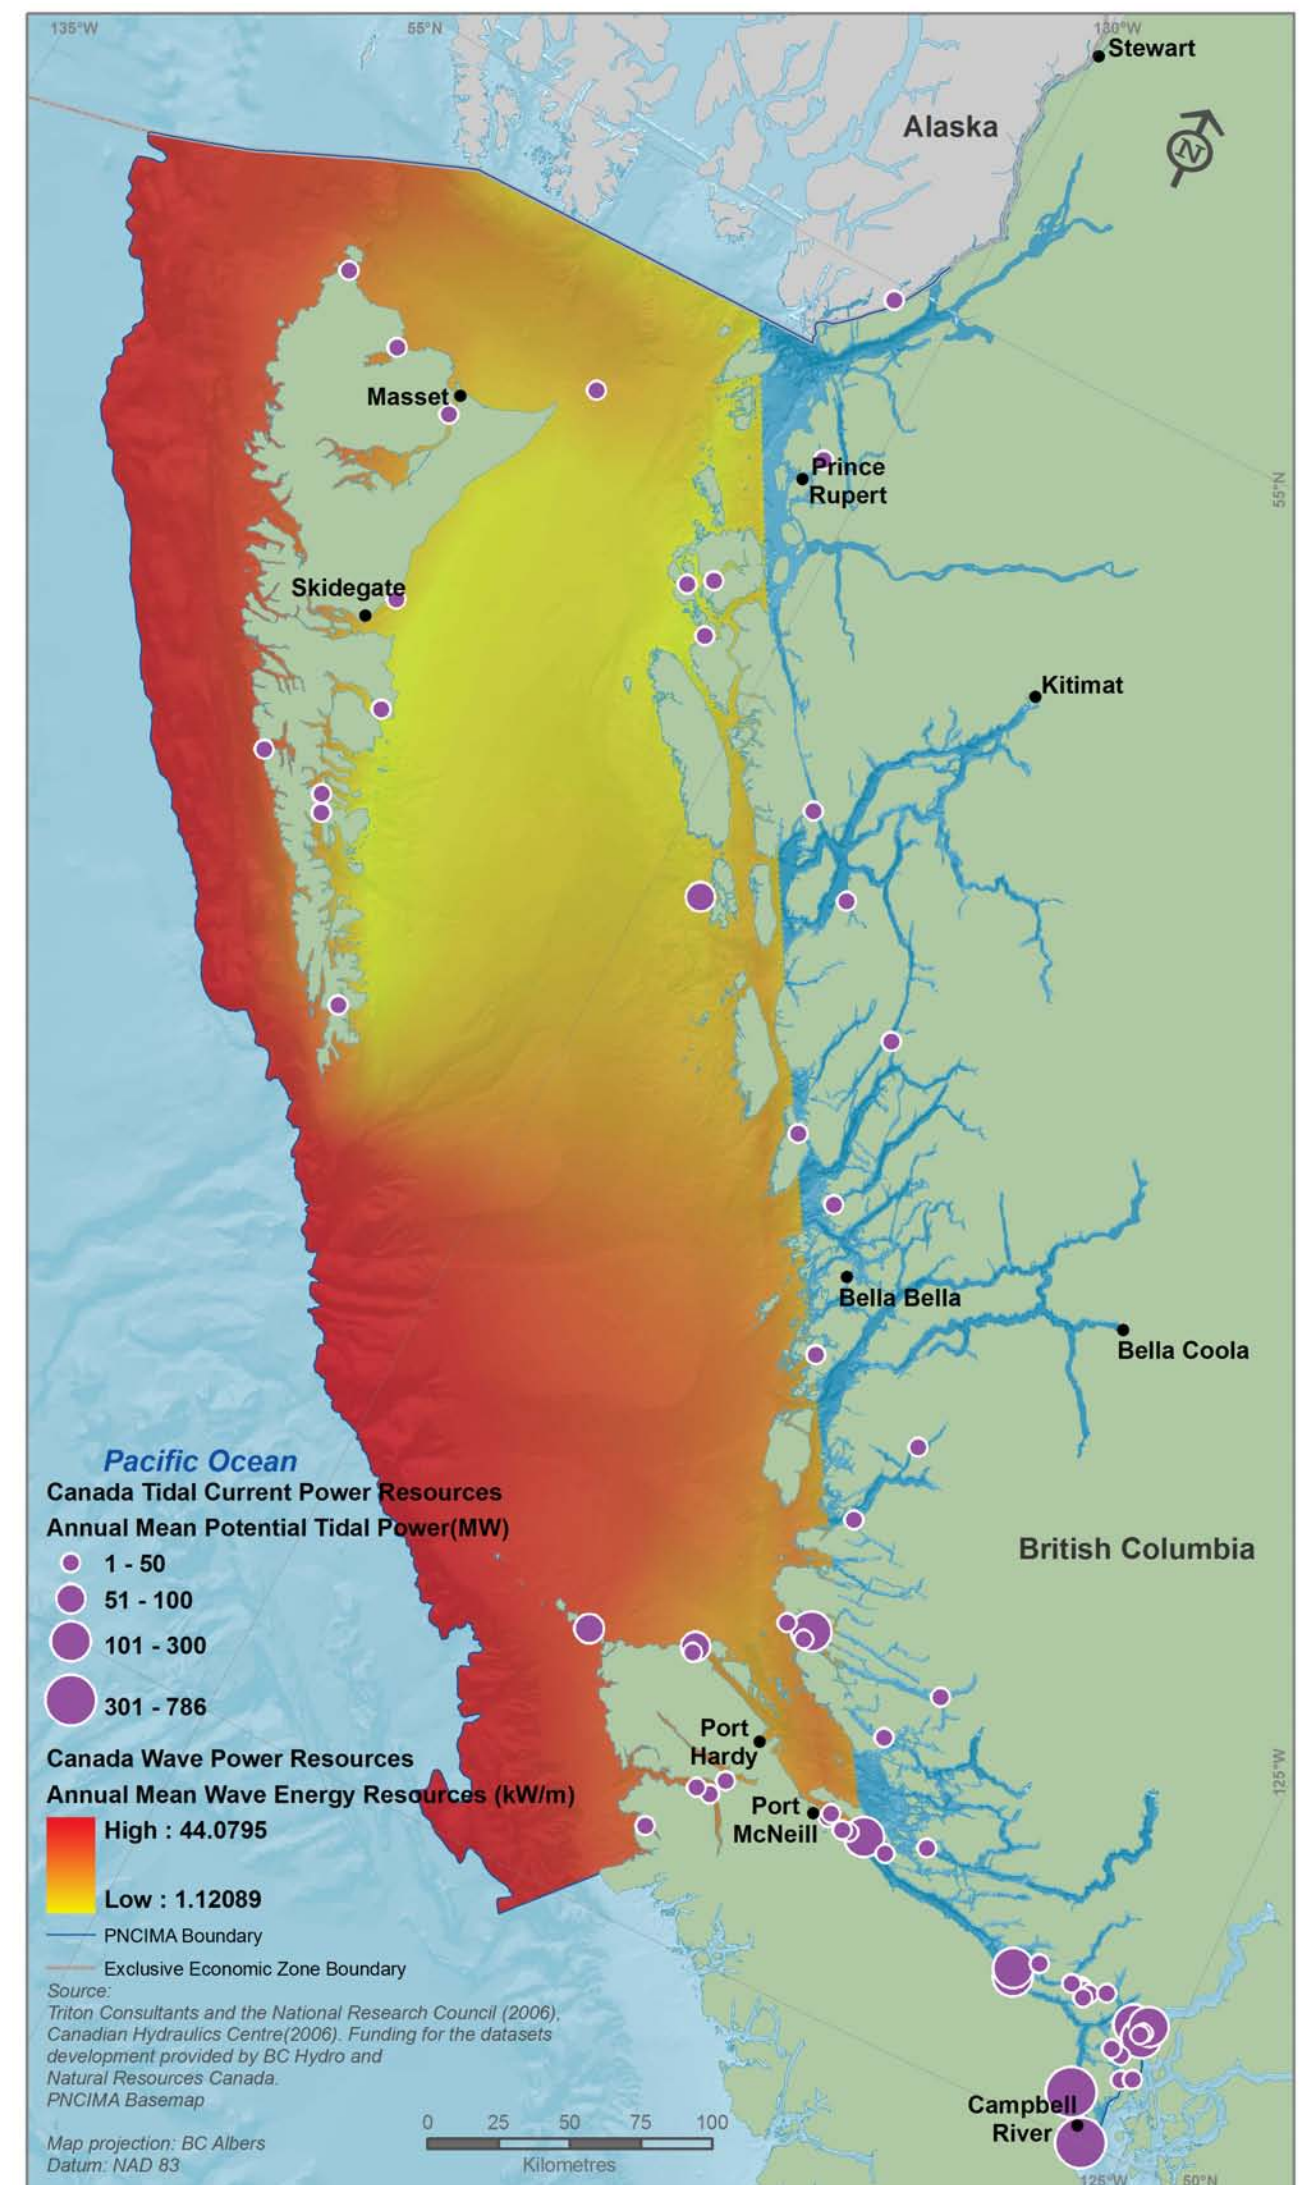 135°W
55°N
130°W
Stewart
Alaska
N
Masset
Prince
Rupert
55°N
Skidegate
Kitimat
Bella Bella
Bella Coola
Pacific Ocean
Canada Tidal Current Power Resources
Annual Mean Potential Tidal Power(MW)
1 - 50
51 - 100
101 - 300
301 - 786
British Columbia
Port
Hardy
Port
McNeill
125°W
Canada Wave Power Resources
Annual Mean Wave Energy Resources (kW/m)
High : 44.0795
Low : 1.12089
PNCIMA Boundary
Exclusive Economic Zone Boundary
Source:
Triton Consultants and the National Research Council (2006),
Canadian Hydraulics Centre(2006). Funding for the datasets
development provided by BC Hydro and
Natural Resources Canada.
PNCIMA Basemap
Map projection: BC Albers
Datum: NAD 83
0 25 50 75 100
Kilometres
Campbell
River
125°W
50°N